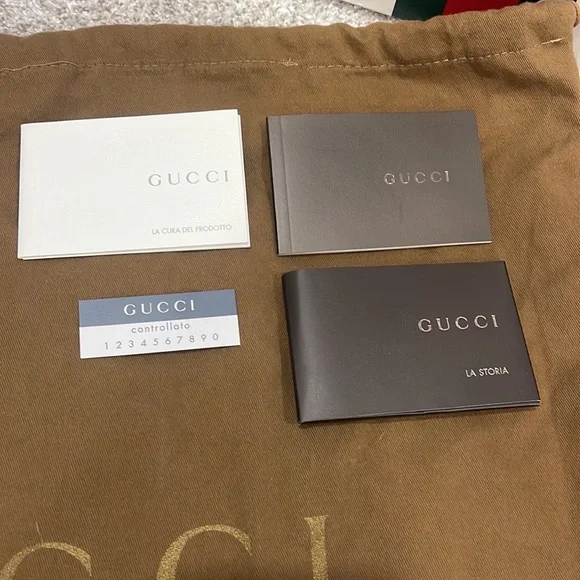 GUCCI
LA CURA DEL PRODOTTO
GUCCI
GUCCI
controllato
1 2 3 4 5 6 7 8 9 0
GUCCI
LA STORIA
GUCCI